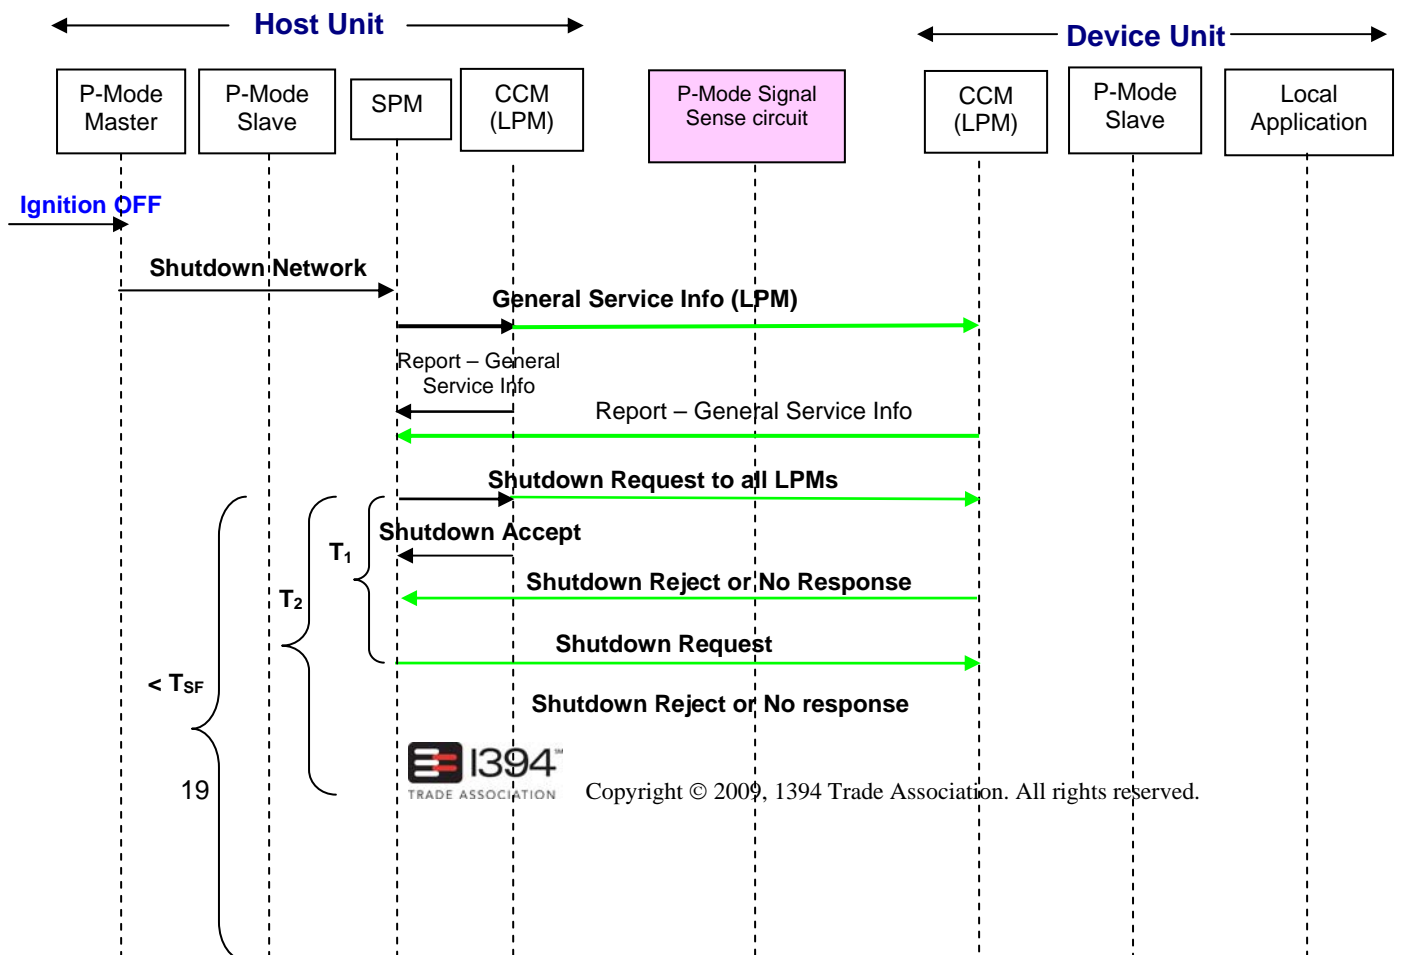 Host Unit
Device Unit
P-Mode
Master
P-Mode
Slave
SPM
CCM
(LPM)
P-Mode Signal
Sense circuit
CCM
(LPM)
P-Mode
Slave
Local
Application
Ignition OFF
Shutdown Network
General Service Info (LPM)
Report – General
Service Info
Report – General Service Info
Shutdown Request to all LPMs
Shutdown Accept
T1
Shutdown Reject or No Response
T2
Shutdown Request
< TSF
Shutdown Reject or No response
1394 SM
TRADE ASSOCIATION
19
Copyright © 2009, 1394 Trade Association. All rights reserved.